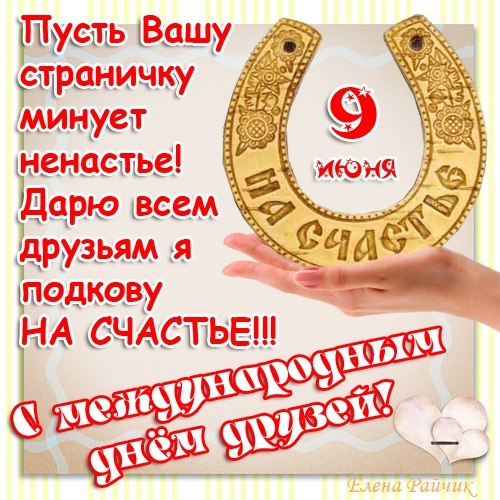 Пусть Вашу
страничку
минует
ненастье!
Дарю всем
друзьям я
подкову
НА СЧАСТЬЕ!!!
9
июня
НА СЧАСТЬЕ
С международным
днём друзей!
Елена Райчик